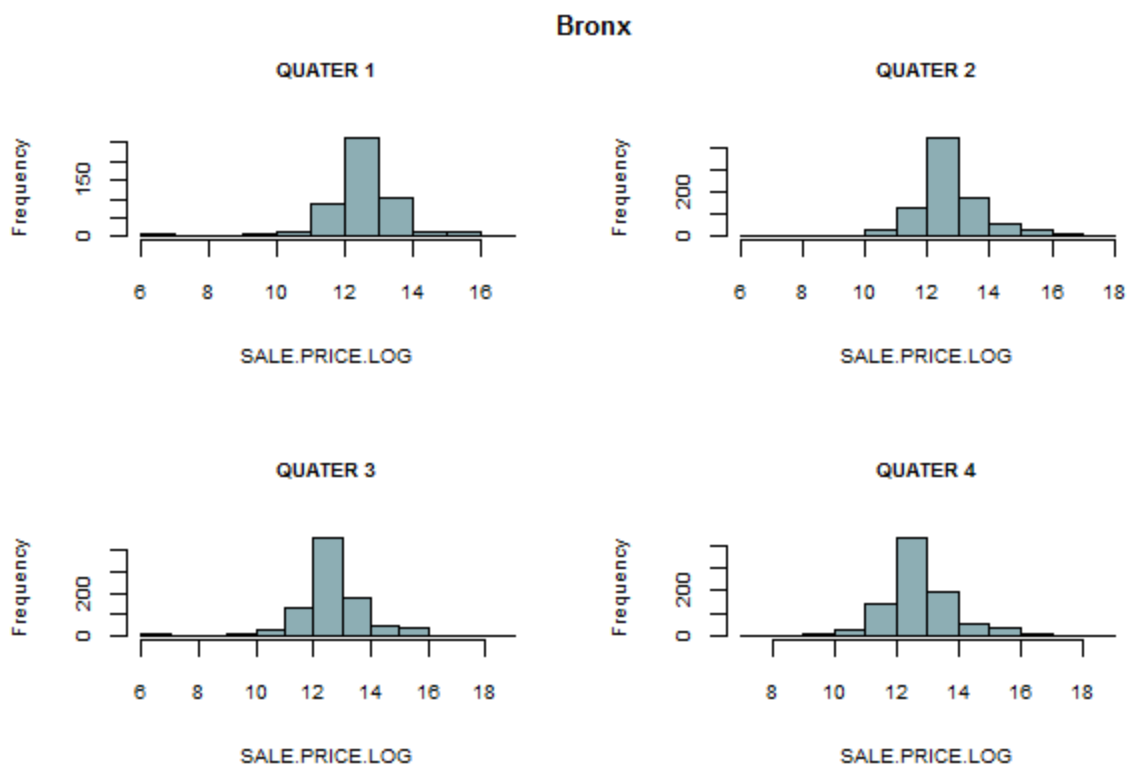 Bronx
QUATER 1
Frequency
0
150
6 8 10 12 14 16
SALE.PRICE.LOG
QUATER 2
Frequency
0
200
6 8 10 12 14 16 18
SALE.PRICE.LOG
QUATER 3
Frequency
0
200
6 8 10 12 14 16 18
SALE.PRICE.LOG
QUATER 4
Frequency
0
200
8 10 12 14 16 18
SALE.PRICE.LOG